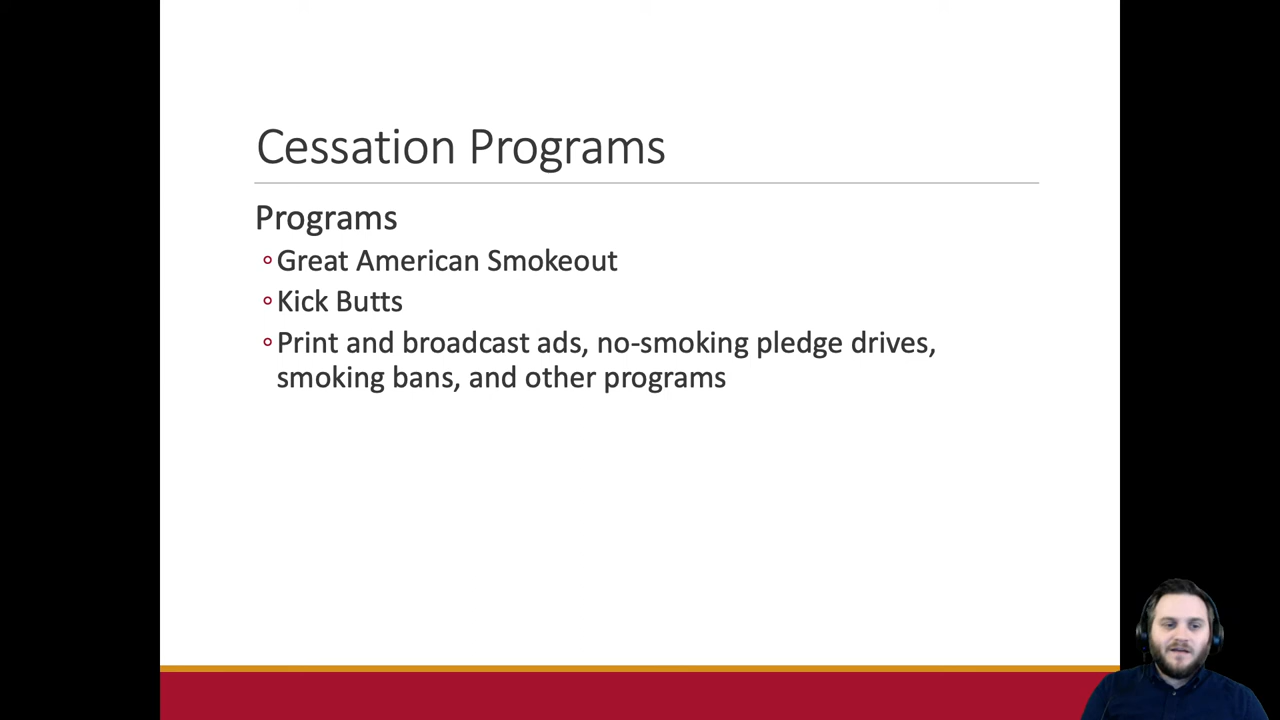 Cessation Programs
Programs
Great American Smokeout
Kick Butts
Print and broadcast ads, no-smoking pledge drives,
smoking bans, and other programs